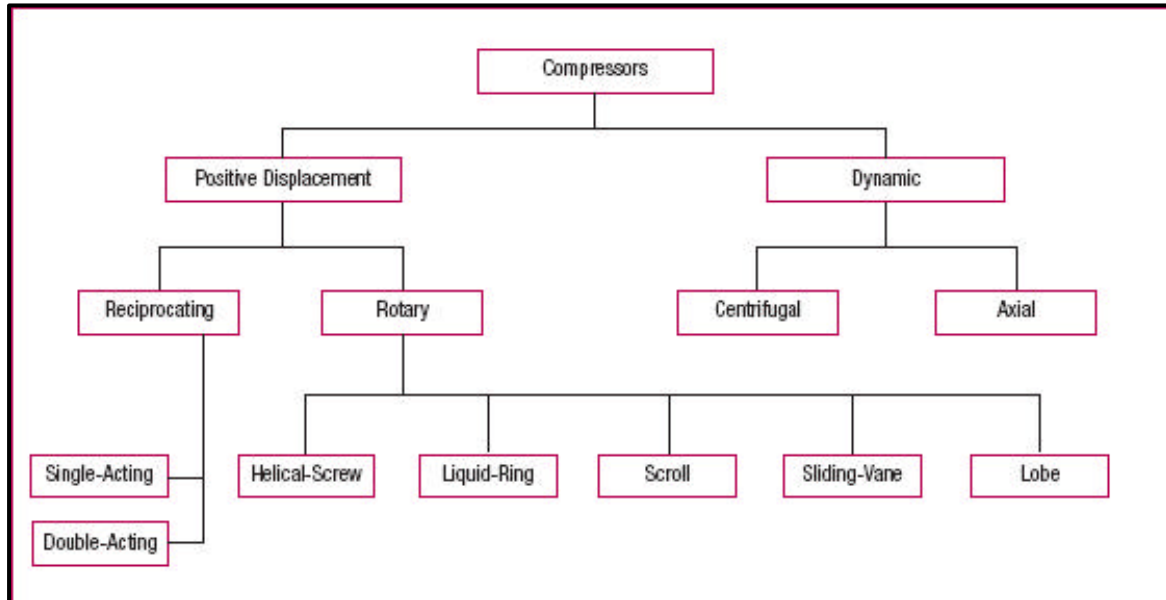 Compressors
Positive Displacement
Dynamic
Reciprocating
Rotary
Centrifugal
Axial
Single-Acting
Helical-Screw
Liquid-Ring
Scroll
Sliding-Vane
Lobe
Double-Acting